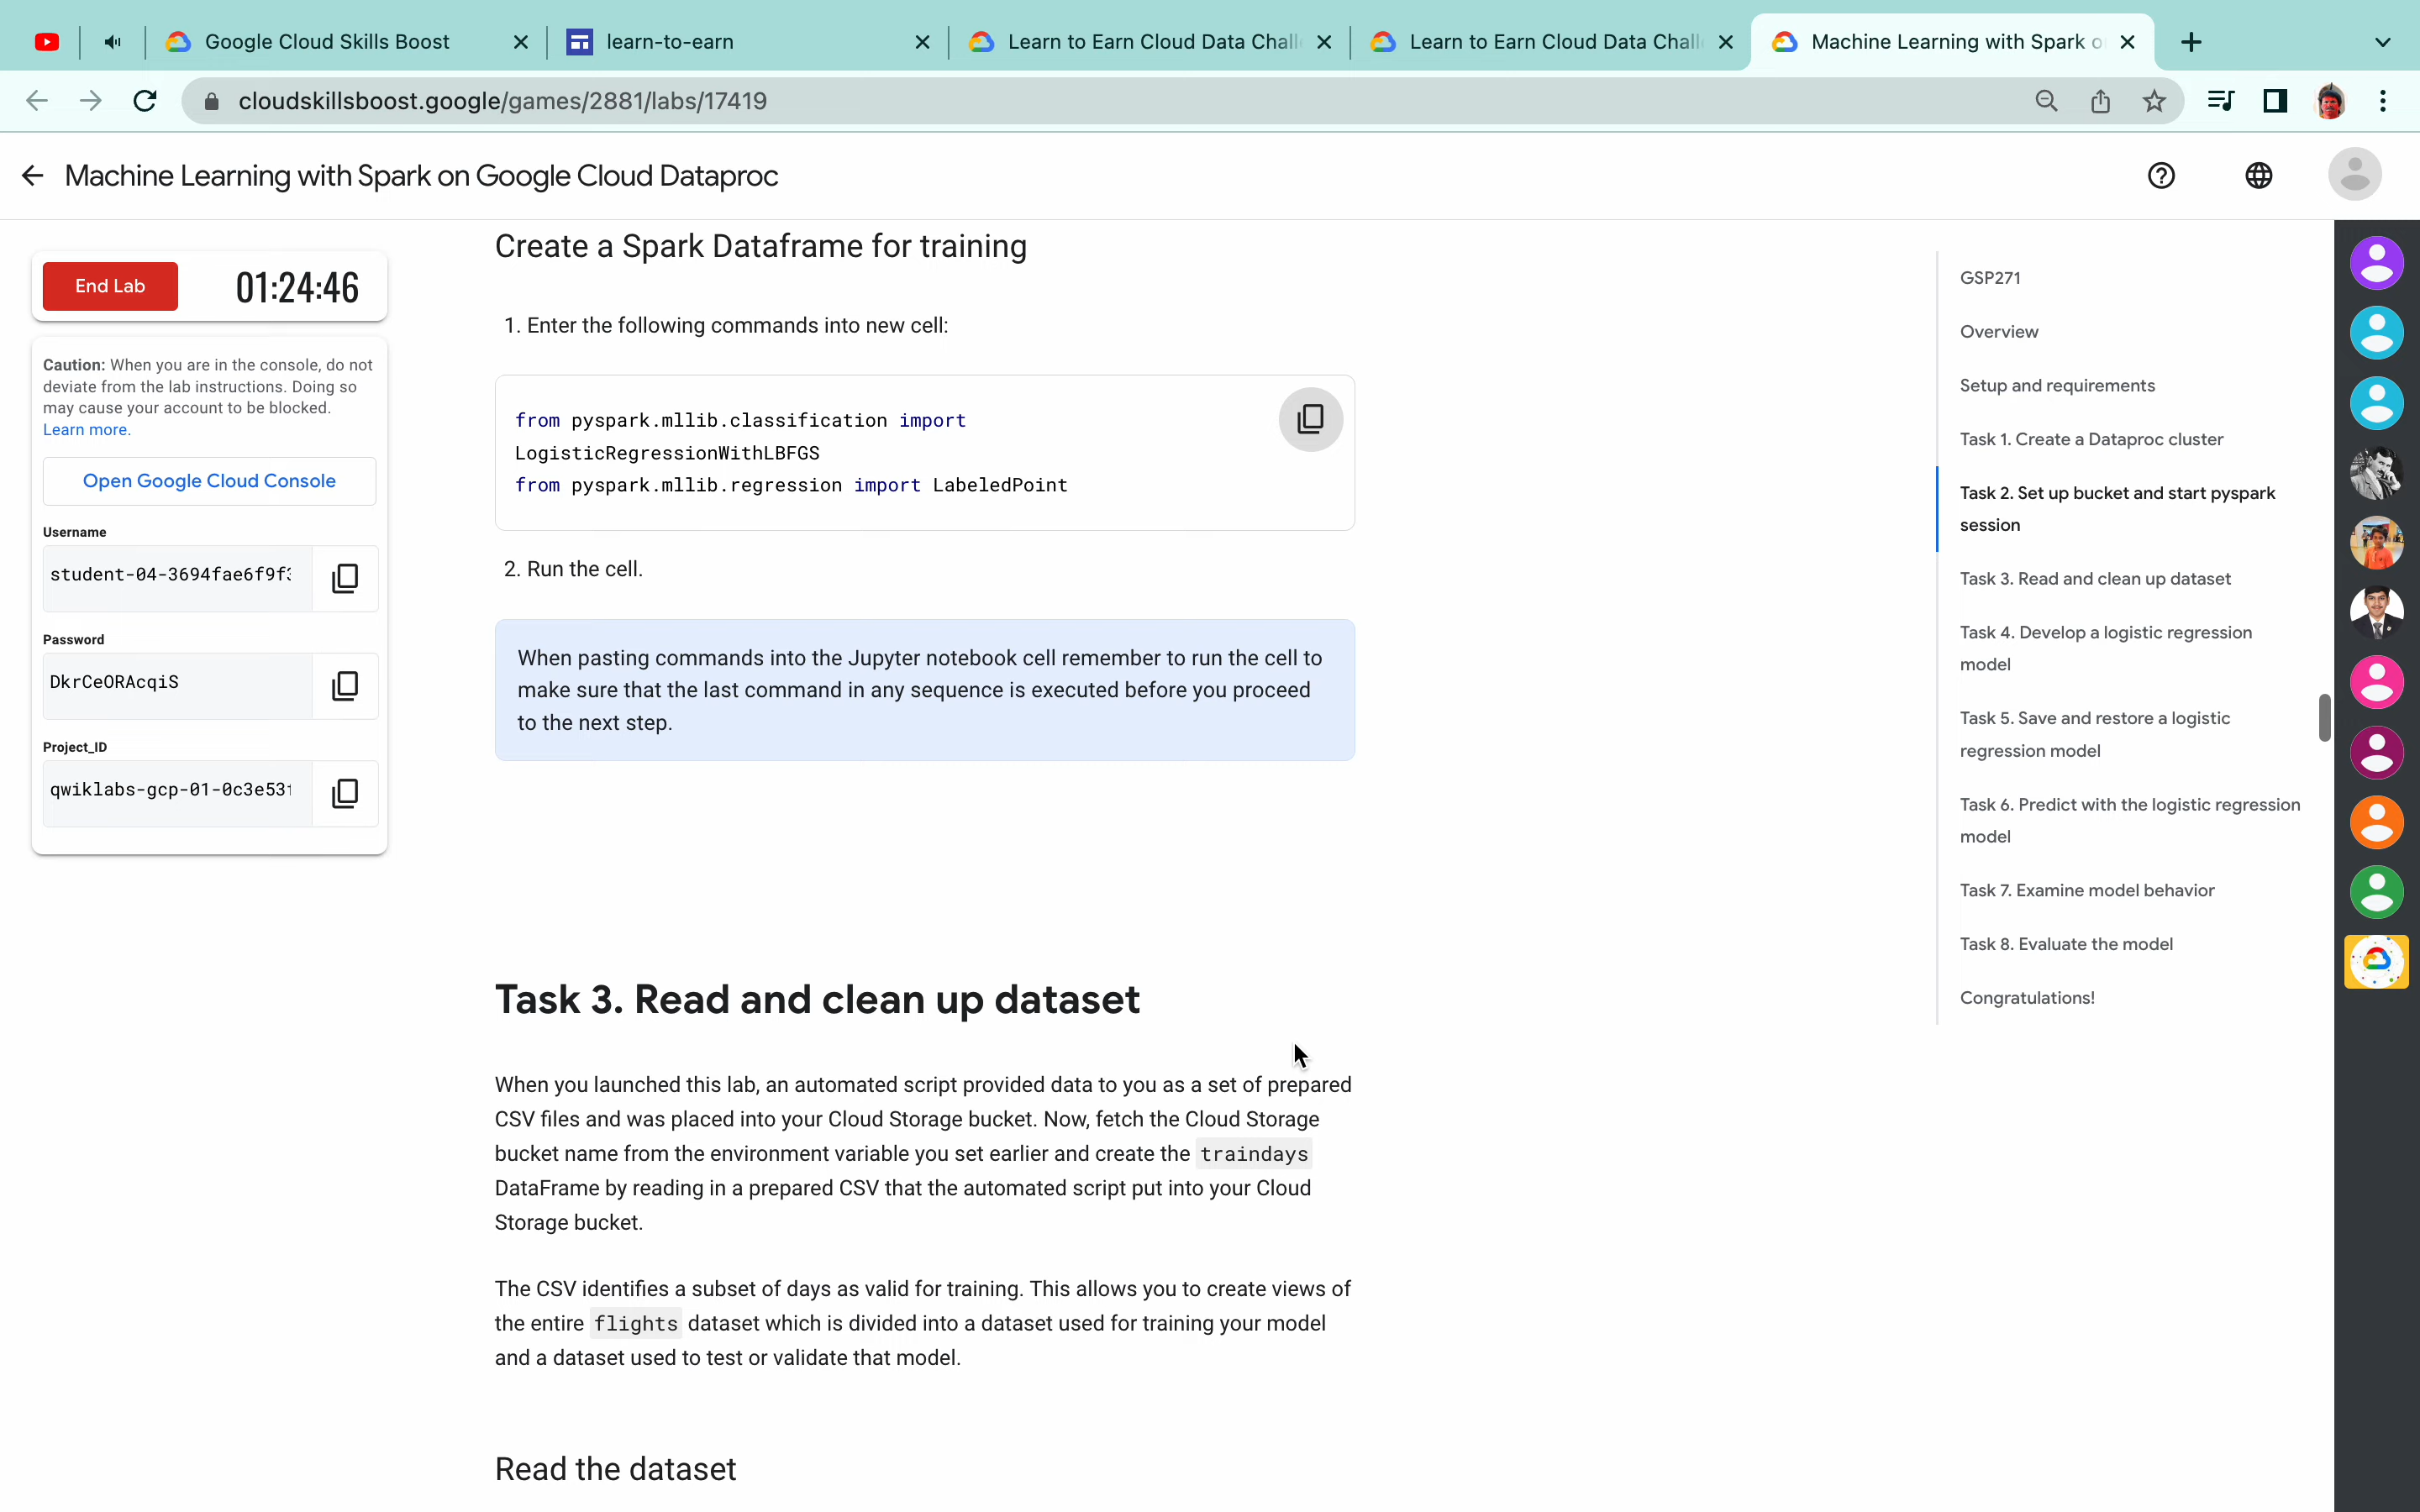 Google Cloud Skills Boost
learn-to-earn
Learn to Earn Cloud Data Chall
Learn to Earn Cloud Data Chall
Machine Learning with Spark o
cloudskillsboost.google/games/2881/labs/17419
Machine Learning with Spark on Google Cloud Dataproc
End Lab
01:24:46
Caution: When you are in the console, do not
deviate from the lab instructions. Doing so
may cause your account to be blocked.
Learn more.
Open Google Cloud Console
Username
student-04-3694fae6f9f3
Password
DkrCeORAcqiS
Project_ID
qwiklabs-gcp-01-0c3e53f
Create a Spark Dataframe for training
1. Enter the following commands into new cell:
from pyspark.mllib.classification import
LogisticRegressionWithLBFGS
from pyspark.mllib.regression import LabeledPoint
2. Run the cell.
When pasting commands into the Jupyter notebook cell remember to run the cell to
make sure that the last command in any sequence is executed before you proceed
to the next step.
Task 3. Read and clean up dataset
When you launched this lab, an automated script provided data to you as a set of prepared
CSV files and was placed into your Cloud Storage bucket. Now, fetch the Cloud Storage
bucket name from the environment variable you set earlier and create the traindays
DataFrame by reading in a prepared CSV that the automated script put into your Cloud
Storage bucket.
The CSV identifies a subset of days as valid for training. This allows you to create views of
the entire flights dataset which is divided into a dataset used for training your model
and a dataset used to test or validate that model.
Read the dataset
GSP271
Overview
Setup and requirements
Task 1. Create a Dataproc cluster
Task 2. Set up bucket and start pyspark
session
Task 3. Read and clean up dataset
Task 4. Develop a logistic regression
model
Task 5. Save and restore a logistic
regression model
Task 6. Predict with the logistic regression
model
Task 7. Examine model behavior
Task 8. Evaluate the model
Congratulations!